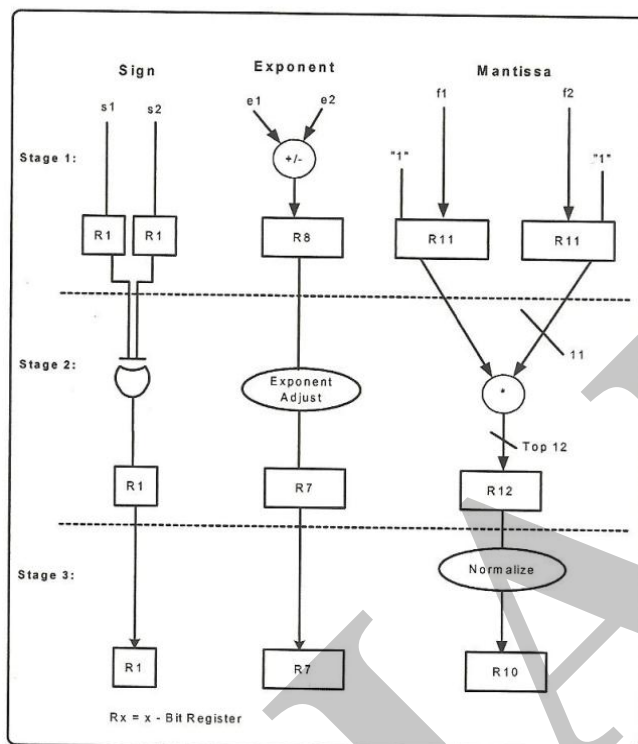 Sign Exponent Mantissa
s1 s2 e1 e2 f1 f2
Stage 1: +/- "1" "1"
R1 R1 R8 R11 R11
11
Stage 2: Exponent Adjust *
Top 12
R1 R7 R12
Stage 3: Normalize
R1 R7 R10
Rx = x - Bit Register